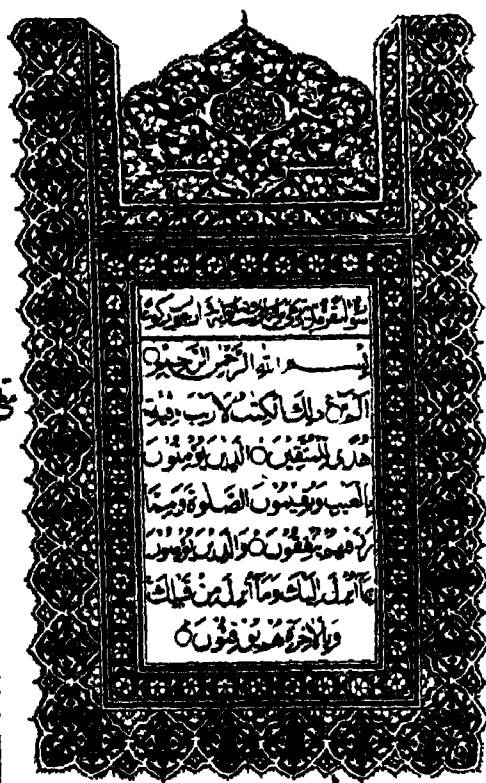 سورة البقرة
بسم الله الرحمن الرحيم
الم ذلك الكتب لا ريب فيه
هدى للمتقين الذين يؤمنون
بالغيب ويقيمون الصلوة ومما
رزقنهم ينفقون والذين يؤمنون
بما أنزل إليك وما أنزل من قبلك
وبالاخرة هم يوقنون